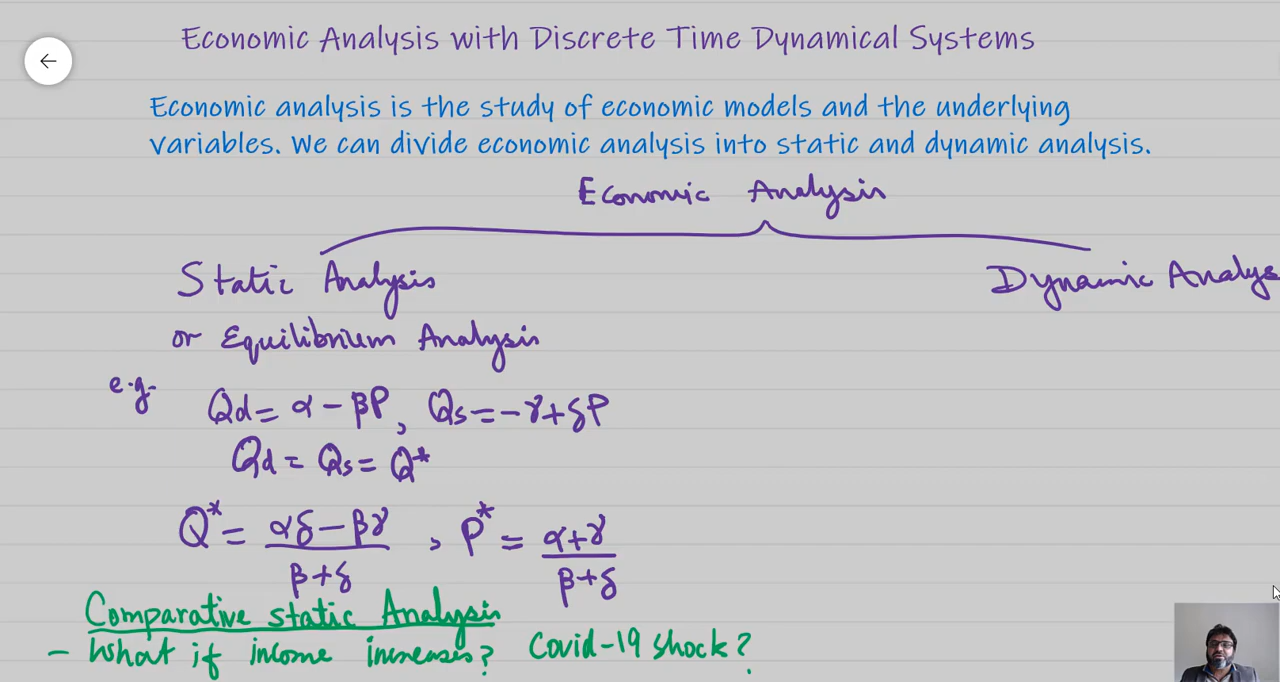 Economic Analysis with Discrete Time Dynamical Systems
Economic analysis is the study of economic models and the underlying
variables. We can divide economic analysis into static and dynamic analysis.
Economic Analysis
Static Analysis
Dynamic Analys
or Equilibrium Analysis
e.g. Qd = α - βP, Qs = -γ + δP
Qd = Qs = Q*
Q* = αδ - βγ / β + δ , P* = α + γ / β + δ
Comparative static Analysis
- What if income increases? Covid-19 shock?